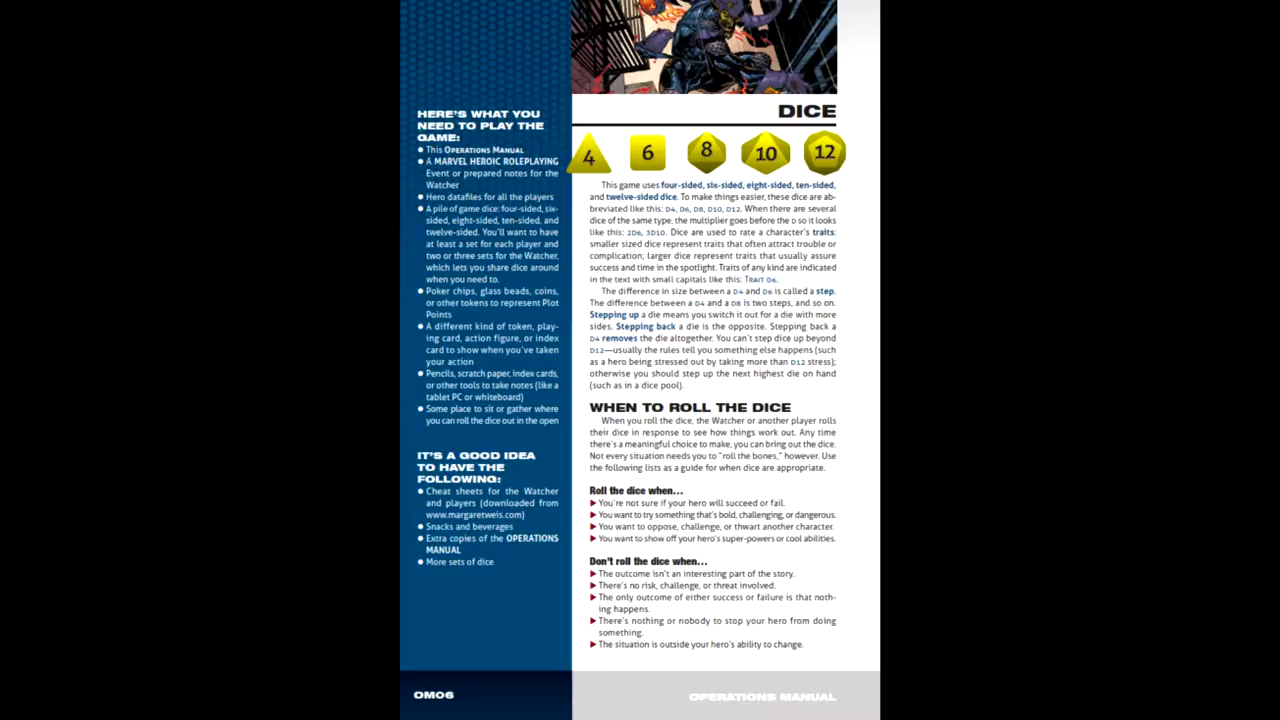 HERE'S WHAT YOU
NEED TO PLAY THE
GAME:
● This OPERATIONS MANUAL
● A MARVEL HEROIC ROLEPLAYING
Event or prepared notes for the
Watcher
● Hero datafiles for all the players
● A pile of game dice: four-sided, six-
sided, eight-sided, ten-sided, and
twelve-sided. You'll want to have
at least a set for each player and
two or three sets for the Watcher,
which lets you share dice around
when you need to.
● Poker chips, glass beads, coins,
or other tokens to represent Plot
Points
● A different kind of token, play-
ing card, action figure, or index
card to show when you've taken
your action
● Pencils, scratch paper, index cards,
or other tools to take notes (like a
tablet PC or whiteboard)
● Some place to sit or gather where
you can roll the dice out in the open
IT'S A GOOD IDEA
TO HAVE THE
FOLLOWING:
● Cheat sheets for the Watcher
and players (downloaded from
www.margaretweis.com)
● Snacks and beverages
● Extra copies of the OPERATIONS
MANUAL
● More sets of dice
DICE
4 6 8 10 12
This game uses four-sided, six-sided, eight-sided, ten-sided,
and twelve-sided dice. To make things easier, these dice are ab-
breviated like this: D4, D6, D8, D10, D12. When there are several
dice of the same type, the multiplier goes before the D so it looks
like this: 2D6, 3D10. Dice are used to rate a character's traits:
smaller sized dice represent traits that often attract trouble or
complication; larger dice represent traits that usually assure
success and time in the spotlight. Traits of any kind are indicated
in the text with small capitals like this: TRAIT D6.
The difference in size between a D4 and D6 is called a step.
The difference between a D4 and a D8 is two steps, and so on.
Stepping up a die means you switch it out for a die with more
sides. Stepping back a die is the opposite. Stepping back a
D4 removes the die altogether. You can't step dice up beyond
D12—usually the rules tell you something else happens (such
as a hero being stressed out by taking more than D12 stress);
otherwise you should step up the next highest die on hand
(such as in a dice pool).
WHEN TO ROLL THE DICE
When you roll the dice, the Watcher or another player rolls
their dice in response to see how things work out. Any time
there's a meaningful choice to make, you can bring out the dice.
Not every situation needs you to "roll the bones," however. Use
the following lists as a guide for when dice are appropriate.
Roll the dice when...
▶ You're not sure if your hero will succeed or fail.
▶ You want to try something that's bold, challenging, or dangerous.
▶ You want to oppose, challenge, or thwart another character.
▶ You want to show off your hero's super-powers or cool abilities.
Don't roll the dice when...
▶ The outcome isn't an interesting part of the story.
▶ There's no risk, challenge, or threat involved.
▶ The only outcome of either success or failure is that noth-
ing happens.
▶ There's nothing or nobody to stop your hero from doing
something.
▶ The situation is outside your hero's ability to change.
OM06
OPERATIONS MANUAL